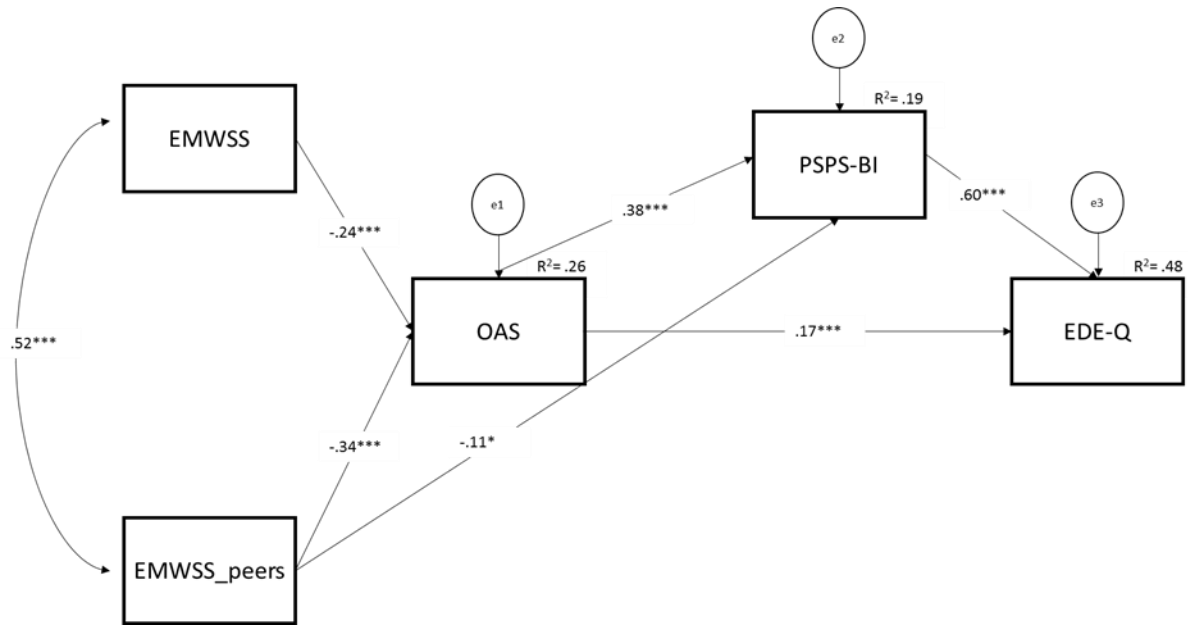 e2
R²= .19
EMWSS
PSPS-BI
e1
.38***
.60***
e3
-.24***
R²= .26
R²= .48
.52***
OAS
.17***
EDE-Q
-.34***
-.11*
EMWSS_peers